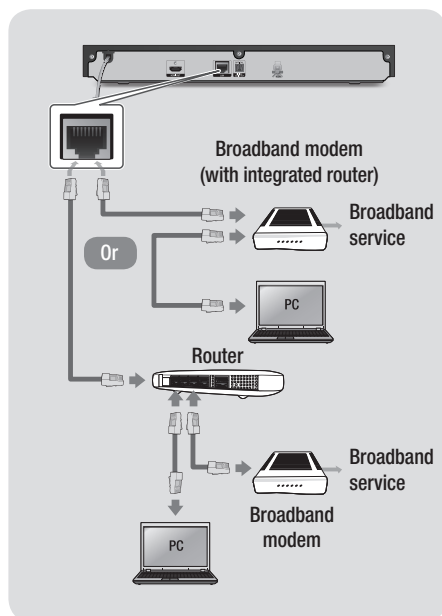 Broadband modem
(with integrated router)
Broadband
service
Or
PC
Router
Broadband
service
Broadband
modem
PC